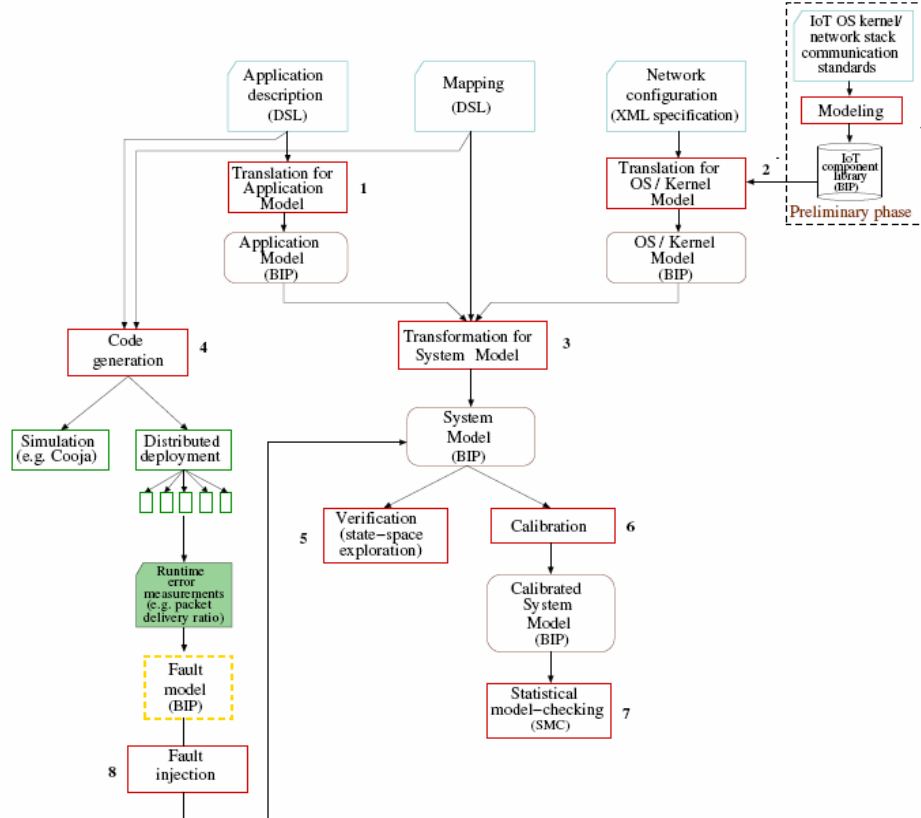 IoT OS kernel/
network stack
communication
standards
Application
description
(DSL)
Mapping
(DSL)
Network
configuration
(XML specification)
Modeling
IoT
component
library
(BIP)
Preliminary phase
Translation for
Application
Model
1
Translation for
OS / Kernel
Model
2
Application
Model
(BIP)
OS / Kernel
Model
(BIP)
Code
generation
4
Transformation for
System Model
3
Simulation
(e.g. Cooja)
Distributed
deployment
System
Model
(BIP)
5
Verification
(state-space
exploration)
Calibration
6
Runtime
error
measurements
(e.g. packet
delivery ratio)
Calibrated
System
Model
(BIP)
Fault
model
(BIP)
Statistical
model-checking
(SMC)
7
8
Fault
injection